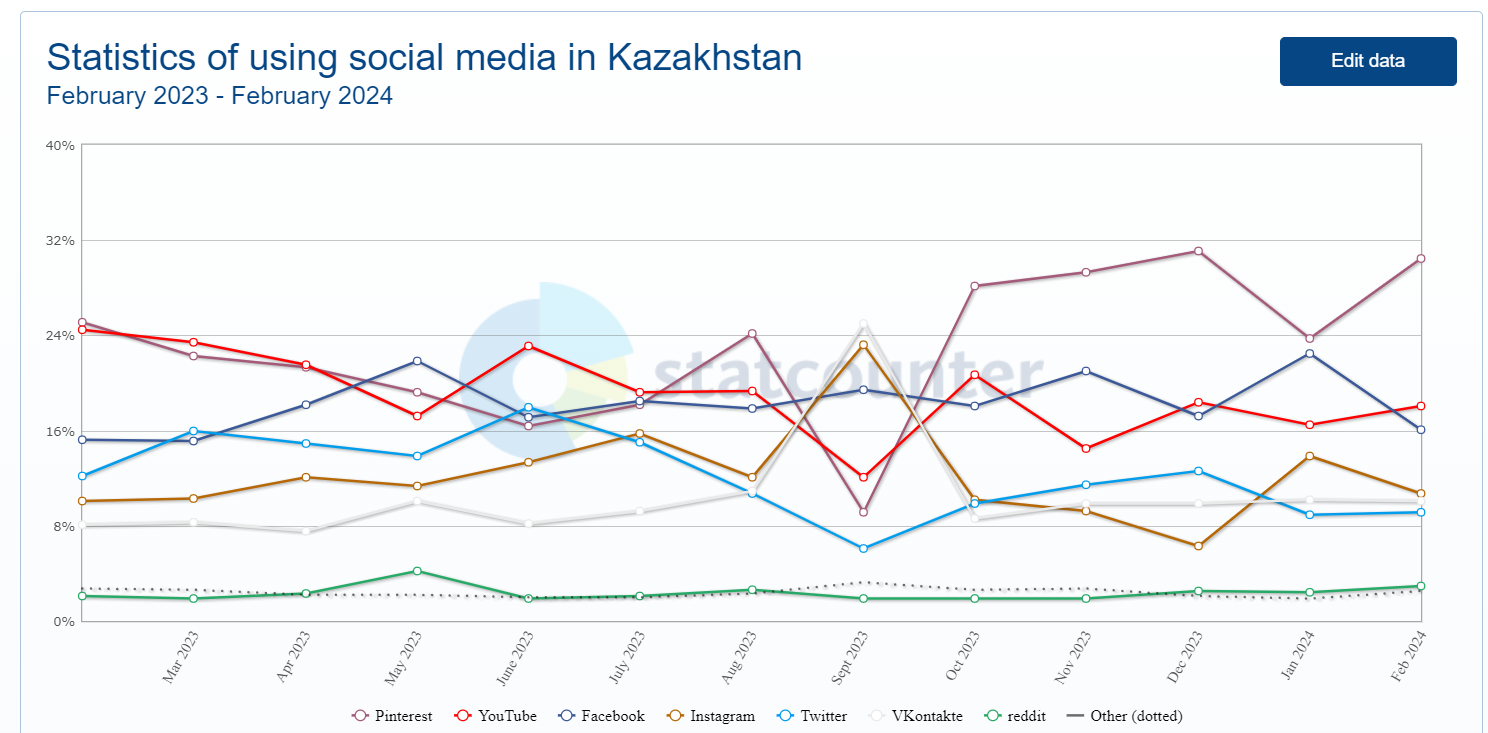 Statistics of using social media in Kazakhstan
Edit data
February 2023 - February 2024
40%
32%
24%
statcounter
16%
8%
0%
Mar 2023 Apr 2023 May 2023 June 2023 July 2023 Aug 2023 Sept 2023 Oct 2023 Nov 2023 Dec 2023 Jan 2024 Feb 2024
Pinterest YouTube Facebook Instagram Twitter VKontakte reddit Other (dotted)